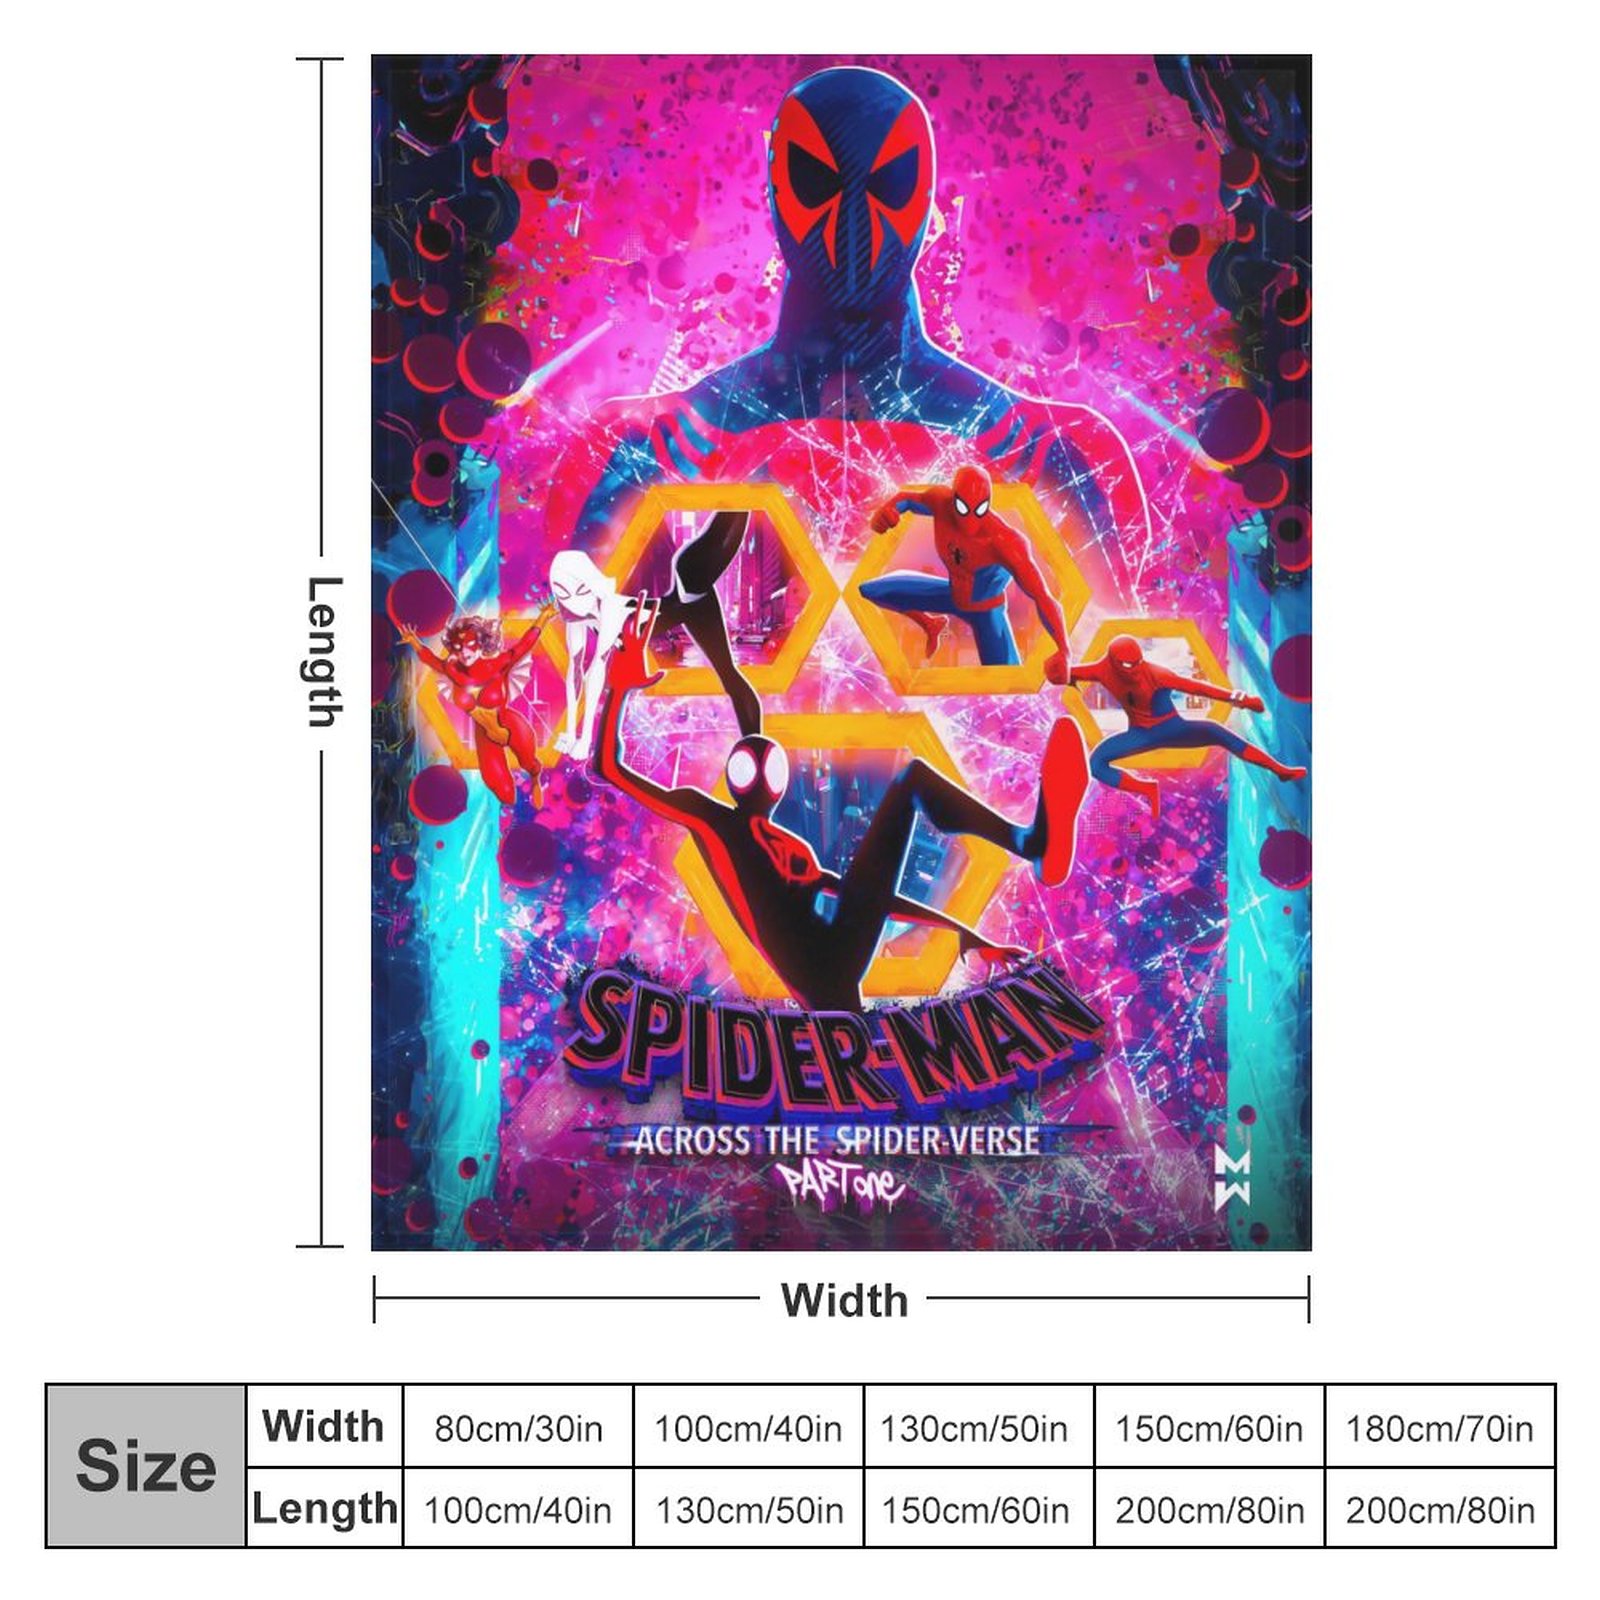 Length
SPIDER-MAN
ACROSS THE SPIDER-VERSE
PART one
Width
Size
Width 80cm/30in 100cm/40in 130cm/50in 150cm/60in 180cm/70in
Length 100cm/40in 130cm/50in 150cm/60in 200cm/80in 200cm/80in